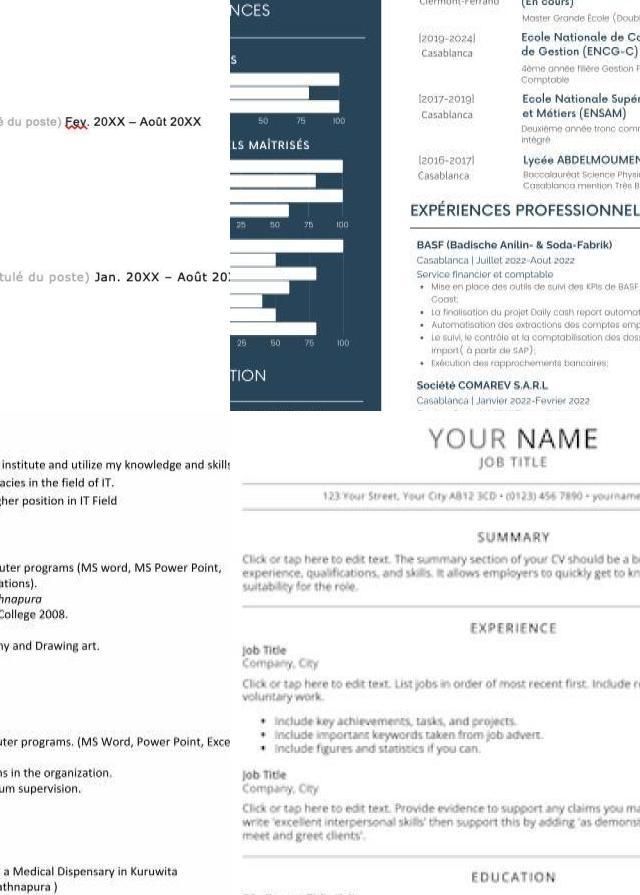 NCES
S
50 75 100
LS MAÎTRISÉS
25 50 75 100
25 50 75 100
TION
é du poste) Fev. 20XX – Août 20XX
tulé du poste) Jan. 20XX – Août 20
Clermont-Ferrand
(En cours)
Master Grande École (Doub
[2019-2024]
Casablanca
Ecole Nationale de Co
de Gestion (ENCG-C)
4ème année filière Gestion F
Comptable
[2017-2019]
Casablanca
Ecole Nationale Supér
et Métiers (ENSAM)
Deuxième année tronc comm
intégré
[2016-2017]
Casablanca
Lycée ABDELMOUMEN
Baccalauréat Science Physi
Casablanca mention Très B
EXPÉRIENCES PROFESSIONNEL
BASF (Badische Anilin- & Soda-Fabrik)
Casablanca | Juillet 2022-Aout 2022
Service financier et comptable
• Mise en place des outils de suivi des KPIs de BASF
Coast;
• La finalisation du projet Daily cash report automat
• Automatisation des extractions des comptes emp
• Le suivi, le contrôle et la comptabilisation des doss
import( à partir de SAP);
• Exécution des rapprochements bancaires;
Société COMAREV S.A.R.L
Casablanca | Janvier 2022-Fevrier 2022
institute and utilize my knowledge and skills
acies in the field of IT.
gher position in IT Field
uter programs (MS word, MS Power Point,
ations).
hnapura
College 2008.
ny and Drawing art.
uter programs. (MS Word, Power Point, Exce
ns in the organization.
um supervision.
a Medical Dispensary in Kuruwita
athnapura )
YOUR NAME
JOB TITLE
123 Your Street, Your City AB12 3CD • (0123) 456 7890 • yourname
SUMMARY
Click or tap here to edit text. The summary section of your CV should be a b
experience, qualifications, and skills. It allows employers to quickly get to kn
suitability for the role.
EXPERIENCE
Job Title
Company, City
Click or tap here to edit text. List jobs in order of most recent first. Include r
voluntary work.
• Include key achievements, tasks, and projects.
• Include important keywords taken from job advert.
• Include figures and statistics if you can.
Job Title
Company, City
Click or tap here to edit text. Provide evidence to support any claims you ma
write 'excellent interpersonal skills' then support this by adding 'as demonst
meet and greet clients'.
EDUCATION